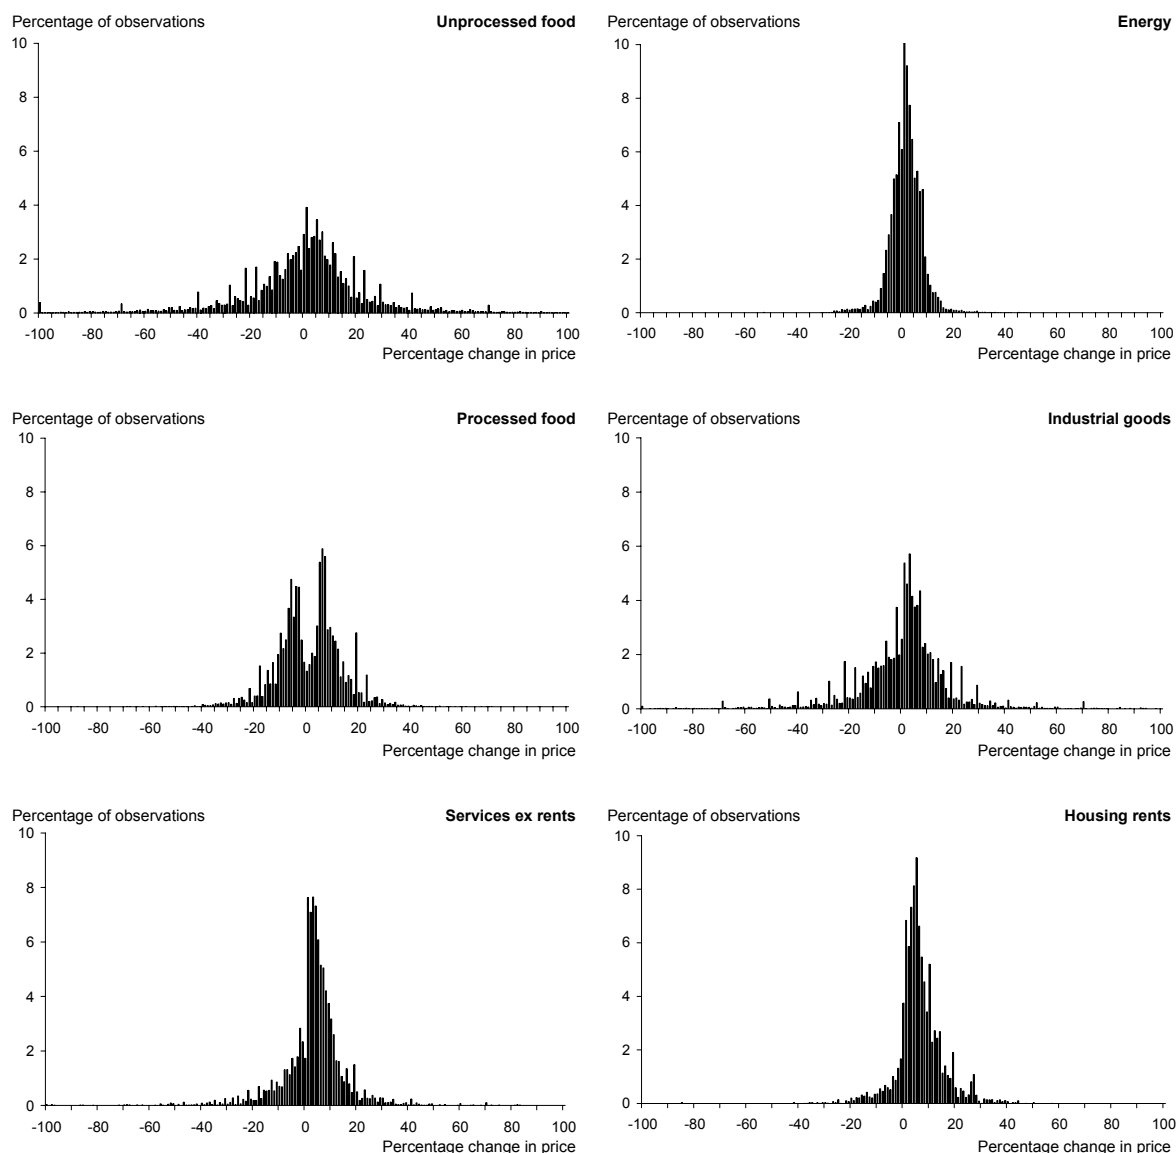 Percentage of observations Unprocessed food
10
8
6
4
2
0
-100 -80 -60 -40 -20 0 20 40 60 80 100
Percentage change in price
Percentage of observations Energy
10
8
6
4
2
0
-100 -80 -60 -40 -20 0 20 40 60 80 100
Percentage change in price
Percentage of observations Processed food
10
8
6
4
2
0
-100 -80 -60 -40 -20 0 20 40 60 80 100
Percentage change in price
Percentage of observations Industrial goods
10
8
6
4
2
0
-100 -80 -60 -40 -20 0 20 40 60 80 100
Percentage change in price
Percentage of observations Services ex rents
10
8
6
4
2
0
-100 -80 -60 -40 -20 0 20 40 60 80 100
Percentage change in price
Percentage of observations Housing rents
10
8
6
4
2
0
-100 -80 -60 -40 -20 0 20 40 60 80 100
Percentage change in price